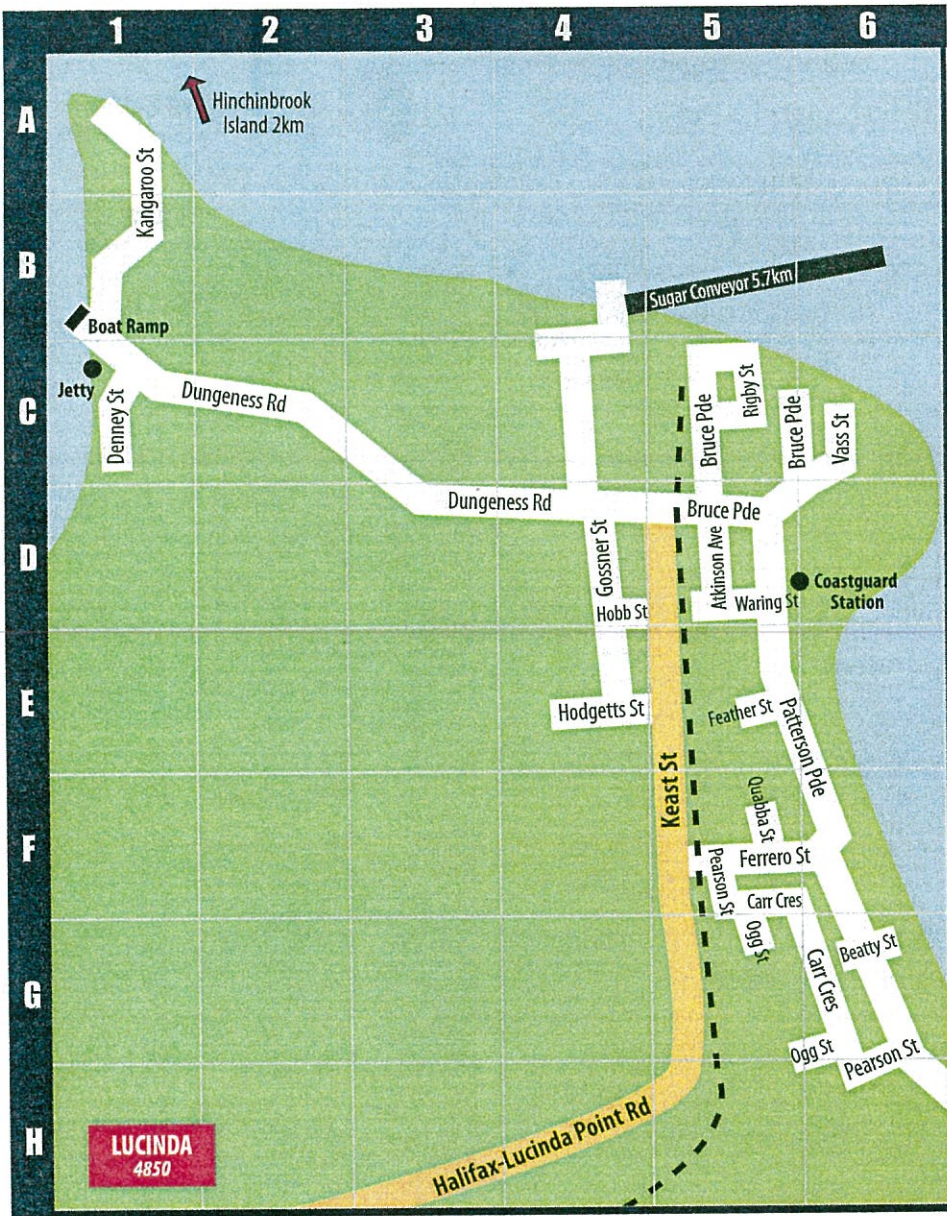 1 2 3 4 5 6
A
Hinchinbrook
Island 2km
Kangaroo St
B
Sugar Conveyor 5.7km
Boat Ramp
Jetty
C
Denney St
Dungeness Rd
Bruce Pde
Rigby St
Bruce Pde
Vass St
Dungeness Rd
Bruce Pde
D
Gossner St
Atkinson Ave
Coastguard
Station
Hobb St
Waring St
E
Hodgetts St
Feather St
Patterson Pde
Keast St
Quabba St
F
Pearson St
Ferrero St
Carr Cres
Ogg St
Beatty St
G
Carr Cres
Ogg St
Pearson St
H
Halifax-Lucinda Point Rd
LUCINDA
4850